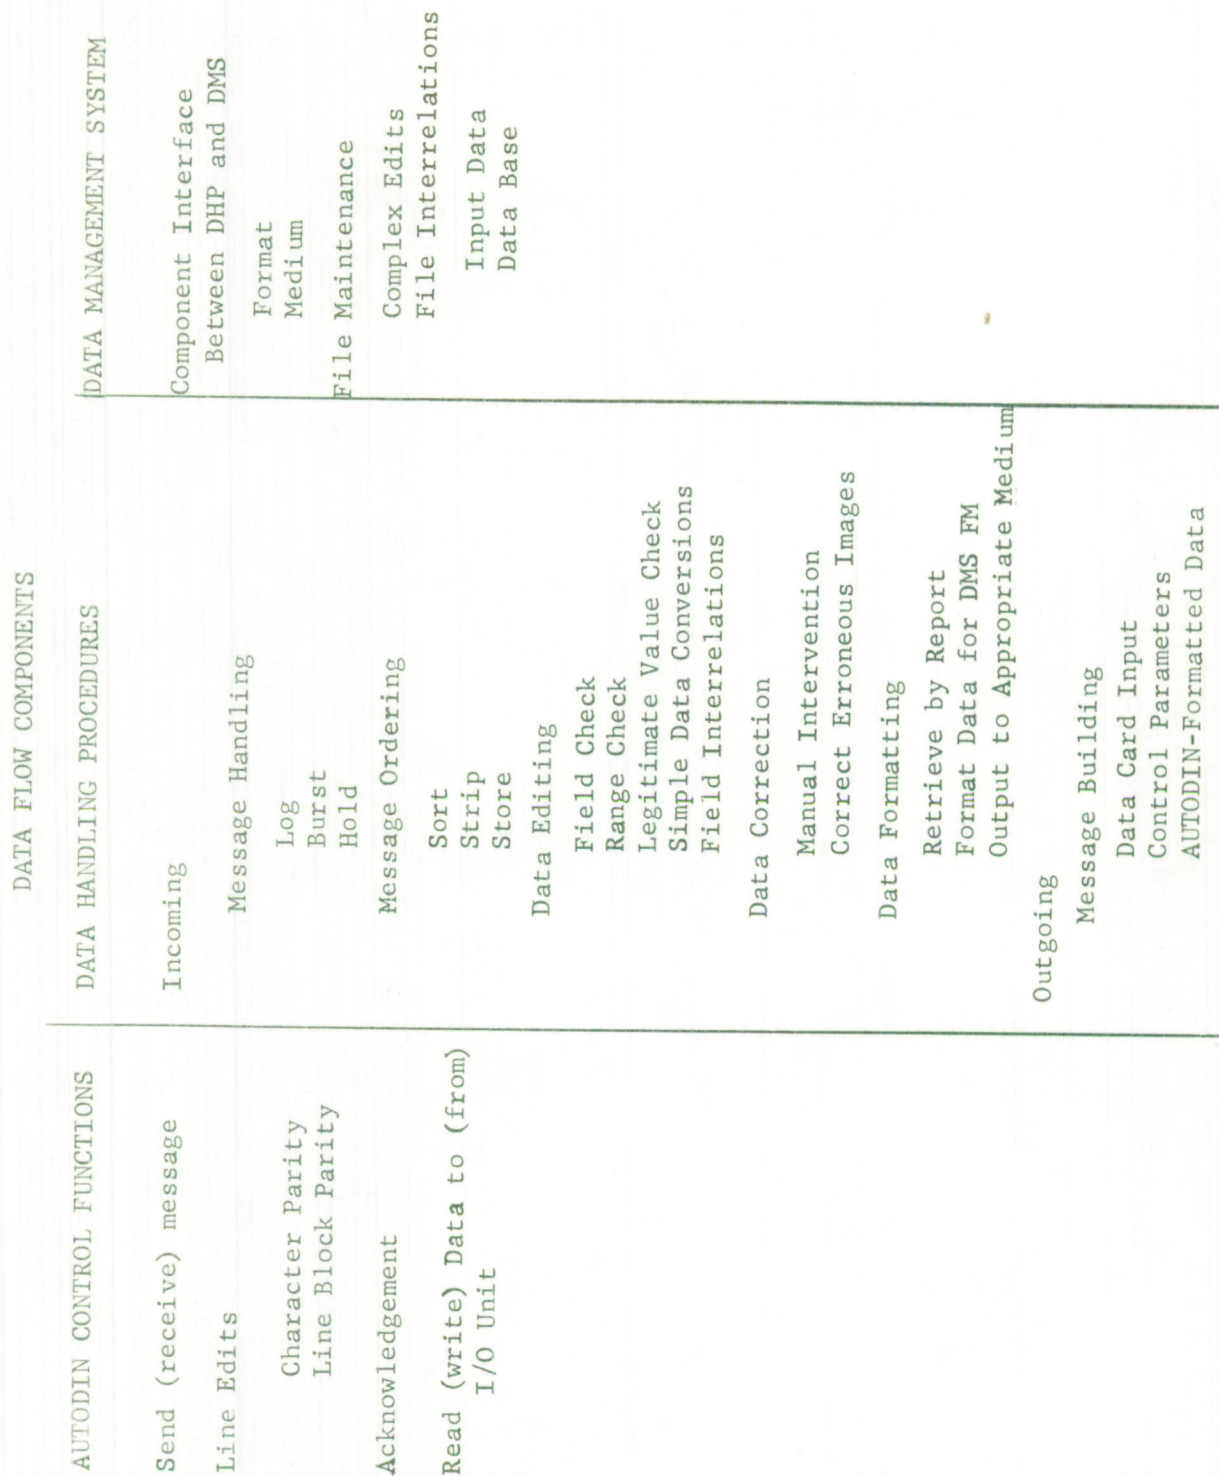 DATA FLOW COMPONENTS
AUTODIN CONTROL FUNCTIONS
Send (receive) message
Line Edits
Character Parity
Line Block Parity
Acknowledgement
Read (write) Data to (from)
I/O Unit
DATA HANDLING PROCEDURES
Incoming
Message Handling
Log
Burst
Hold
Message Ordering
Sort
Strip
Store
Data Editing
Field Check
Range Check
Legitimate Value Check
Simple Data Conversions
Field Interrelations
Data Correction
Manual Intervention
Correct Erroneous Images
Data Formatting
Retrieve by Report
Format Data for DMS FM
Output to Appropriate Medium
Outgoing
Message Building
Data Card Input
Control Parameters
AUTODIN-Formatted Data
DATA MANAGEMENT SYSTEM
Component Interface
Between DHP and DMS
Format
Medium
File Maintenance
Complex Edits
File Interrelations
Input Data
Data Base